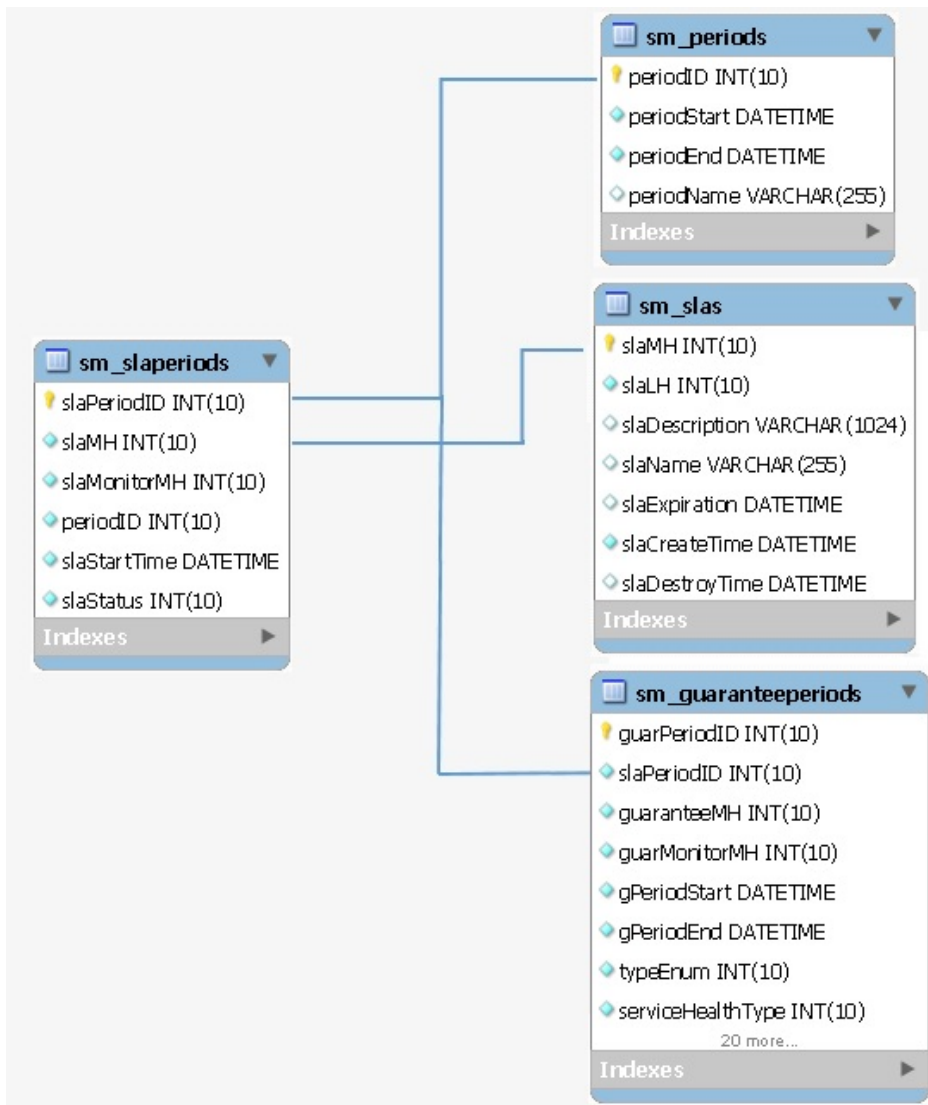 sm_periods
periodID INT(10)
periodStart DATETIME
periodEnd DATETIME
periodName VARCHAR(255)
Indexes
sm_slas
slaMH INT(10)
slaLH INT(10)
slaDescription VARCHAR(1024)
slaName VARCHAR(255)
slaExpiration DATETIME
slaCreateTime DATETIME
slaDestroyTime DATETIME
Indexes
sm_slaperiods
slaPeriodID INT(10)
slaMH INT(10)
slaMonitorMH INT(10)
periodID INT(10)
slaStartTime DATETIME
slaStatus INT(10)
Indexes
sm_guaranteeperiods
guarPeriodID INT(10)
slaPeriodID INT(10)
guaranteeMH INT(10)
guarMonitorMH INT(10)
gPeriodStart DATETIME
gPeriodEnd DATETIME
typeEnum INT(10)
serviceHealthType INT(10)
20 more...
Indexes